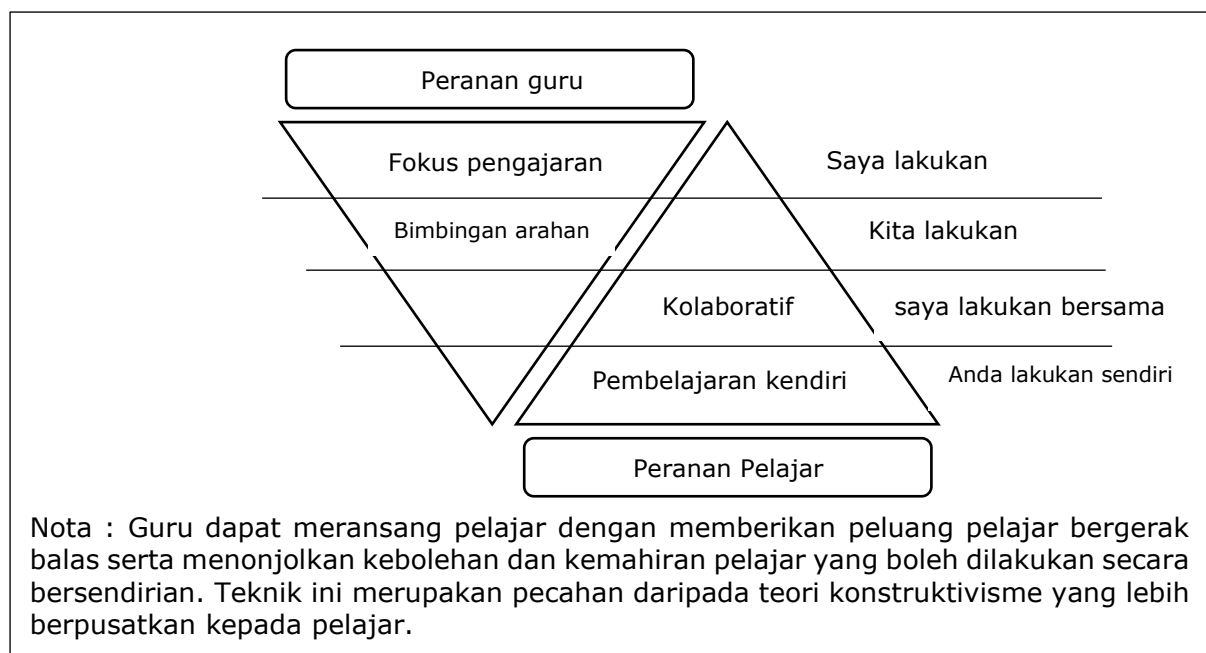 Peranan guru
Fokus pengajaran
Saya lakukan
Bimbingan arahan
Kita lakukan
Kolaboratif
saya lakukan bersama
Pembelajaran kendiri
Anda lakukan sendiri
Peranan Pelajar
Nota : Guru dapat meransang pelajar dengan memberikan peluang pelajar bergerak
balas serta menonjolkan kebolehan dan kemahiran pelajar yang boleh dilakukan secara
bersendirian. Teknik ini merupakan pecahan daripada teori konstruktivisme yang lebih
berpusatkan kepada pelajar.